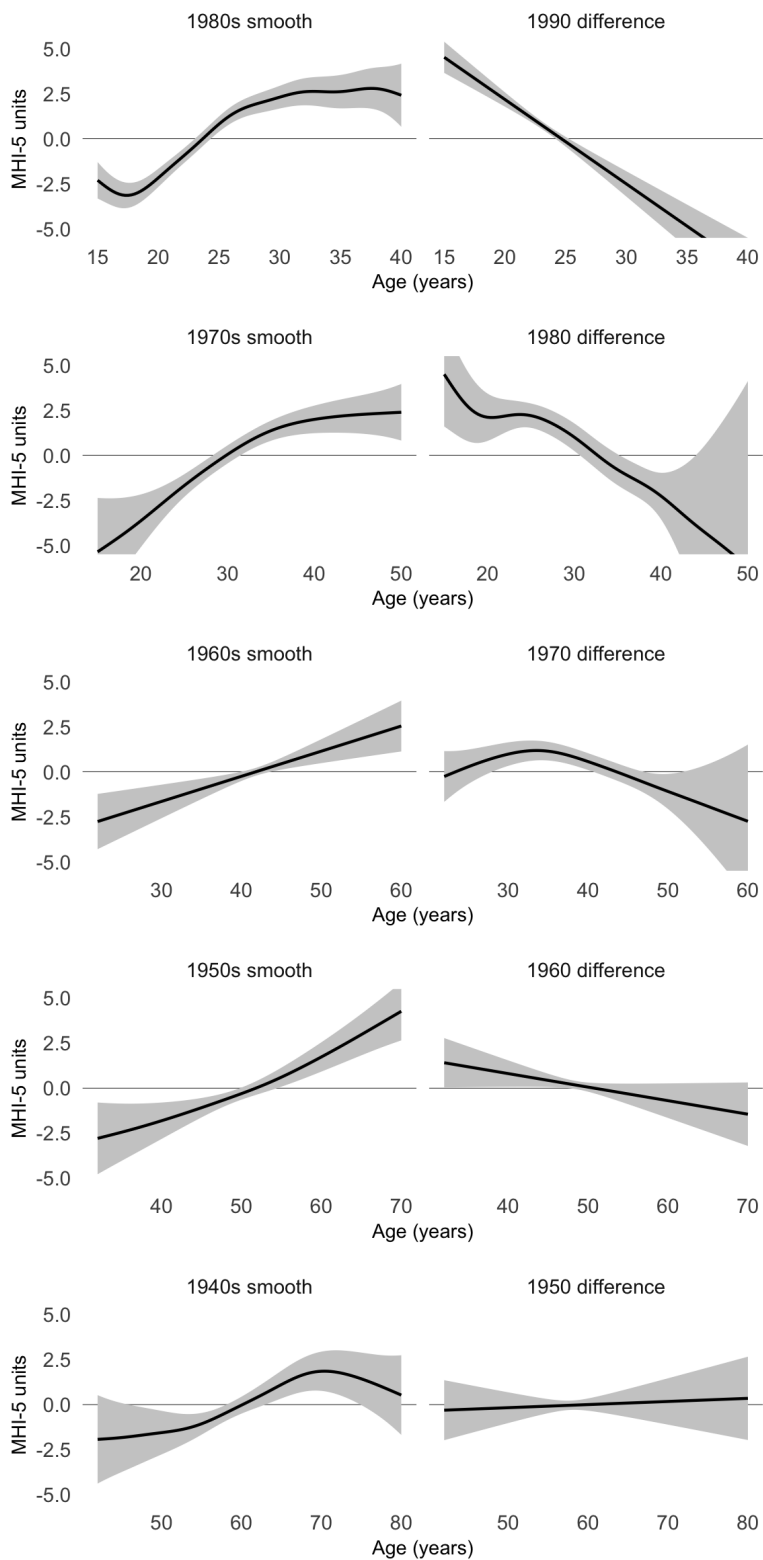 1980s smooth 1990 difference
MHI-5 units
5.0
2.5
0.0
-2.5
-5.0
15 20 25 30 35 40 15 20 25 30 35 40
Age (years)
1970s smooth 1980 difference
MHI-5 units
5.0
2.5
0.0
-2.5
-5.0
20 30 40 50 20 30 40 50
Age (years)
1960s smooth 1970 difference
MHI-5 units
5.0
2.5
0.0
-2.5
-5.0
30 40 50 60 30 40 50 60
Age (years)
1950s smooth 1960 difference
MHI-5 units
5.0
2.5
0.0
-2.5
-5.0
40 50 60 70 40 50 60 70
Age (years)
1940s smooth 1950 difference
MHI-5 units
5.0
2.5
0.0
-2.5
-5.0
50 60 70 80 50 60 70 80
Age (years)